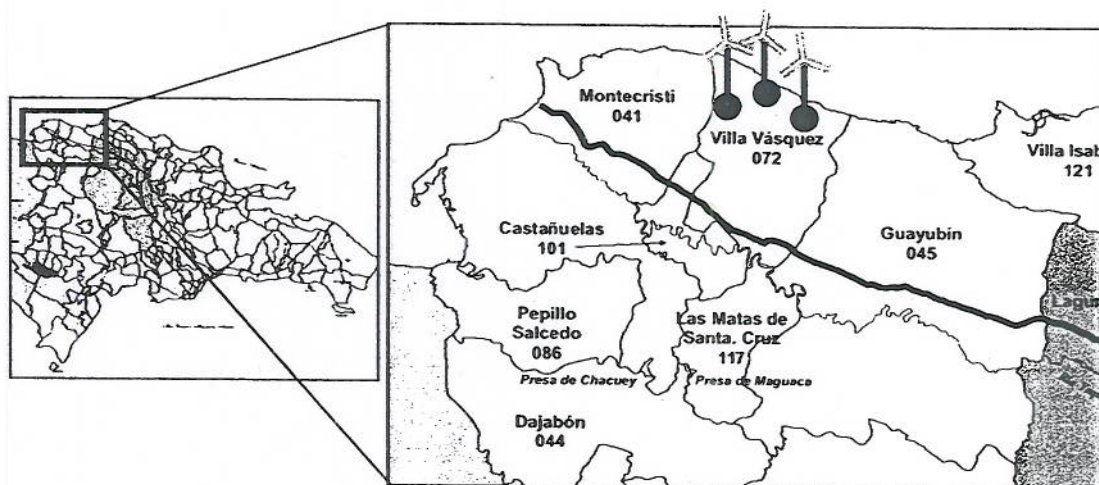 Montecristi
041
Villa Vásquez
072
Villa Isab
121
Castañuelas
101
Guayubín
045
Pepillo
Salcedo
086
Las Matas de
Santa. Cruz
117
Lagun
Presa de Chacuey
Presa de Maguaca
Dajabón
044